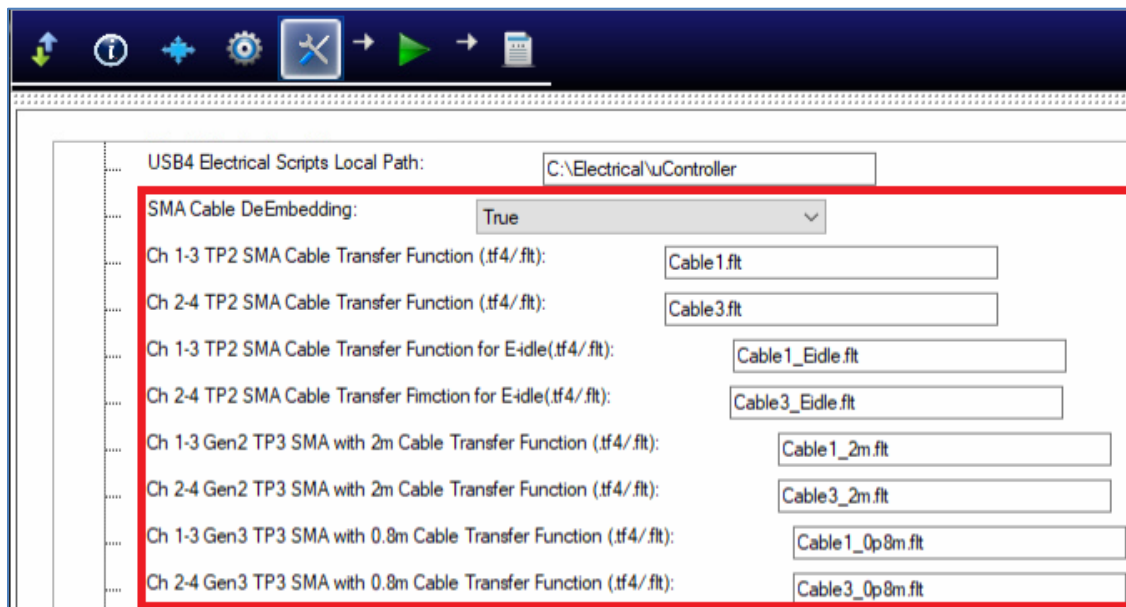 USB4 Electrical Scripts Local Path: C:\Electrical\uController
SMA Cable DeEmbedding: True
Ch 1-3 TP2 SMA Cable Transfer Function (.tf4/.flt): Cable1.flt
Ch 2-4 TP2 SMA Cable Transfer Function (.tf4/.flt): Cable3.flt
Ch 1-3 TP2 SMA Cable Transfer Function for E-idle(.tf4/.flt): Cable1_Eidle.flt
Ch 2-4 TP2 SMA Cable Transfer Fimction for E-idle(.tf4/.flt): Cable3_Eidle.flt
Ch 1-3 Gen2 TP3 SMA with 2m Cable Transfer Function (.tf4/.flt): Cable1_2m.flt
Ch 2-4 Gen2 TP3 SMA with 2m Cable Transfer Function (.tf4/.flt): Cable3_2m.flt
Ch 1-3 Gen3 TP3 SMA with 0.8m Cable Transfer Function (.tf4/.flt): Cable1_0p8m.flt
Ch 2-4 Gen3 TP3 SMA with 0.8m Cable Transfer Function (.tf4/.flt): Cable3_0p8m.flt